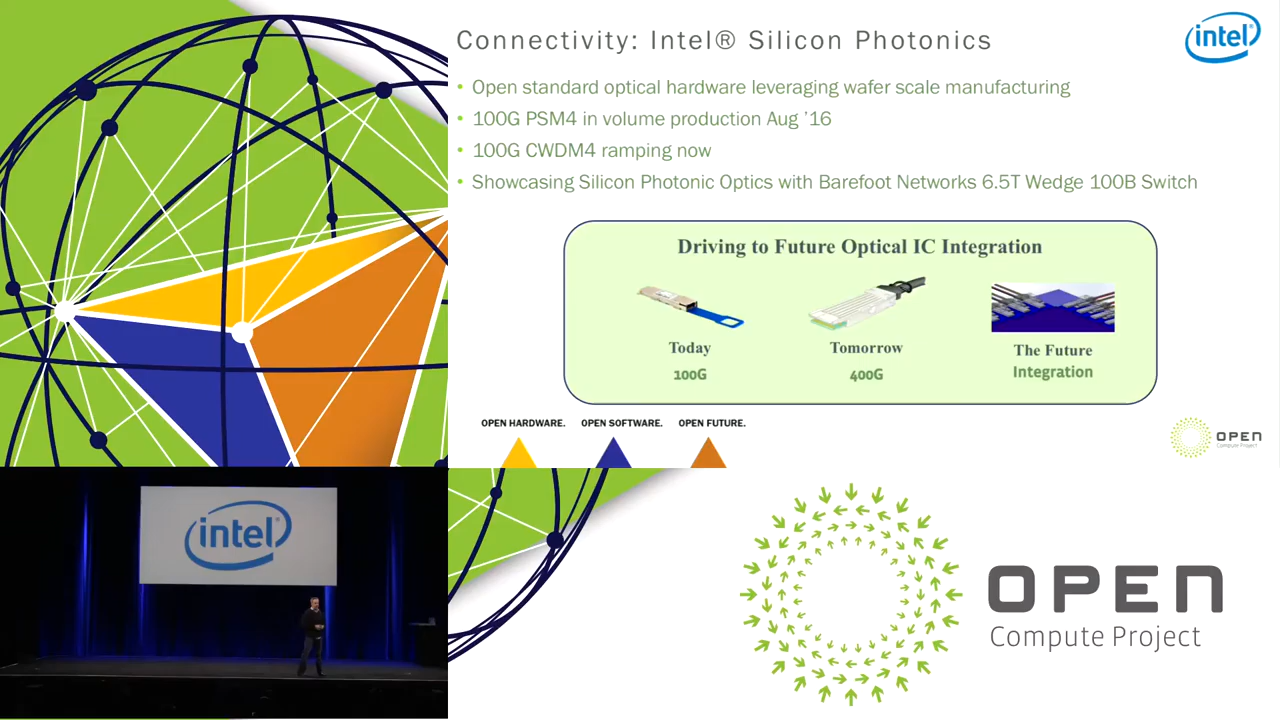 Connectivity: Intel® Silicon Photonics
intel®
• Open standard optical hardware leveraging wafer scale manufacturing
• 100G PSM4 in volume production Aug ’16
• 100G CWDM4 ramping now
• Showcasing Silicon Photonic Optics with Barefoot Networks 6.5T Wedge 100B Switch
Driving to Future Optical IC Integration
Today
100G
Tomorrow
400G
The Future
Integration
OPEN HARDWARE. OPEN SOFTWARE. OPEN FUTURE.
OPEN
Compute Project
intel
OPEN
Compute Project